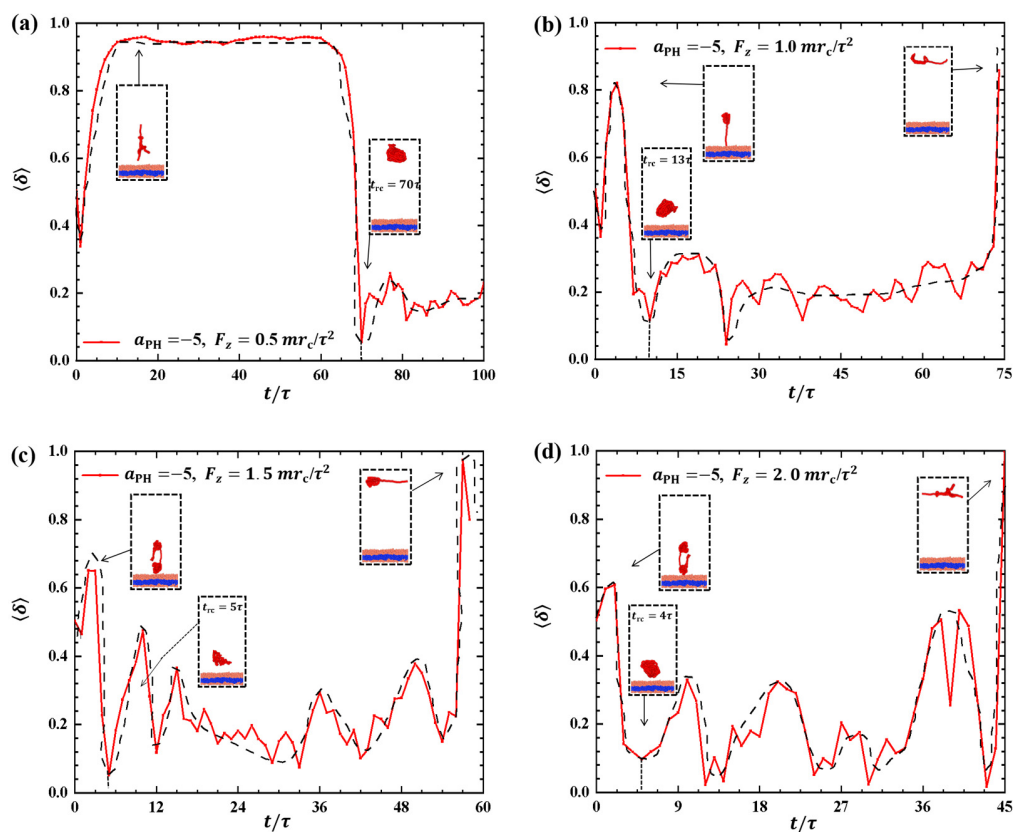 (a)
1.0
0.8
0.6
0.4
0.2
0.0
⟨δ⟩
t_rc = 70τ
a_PH =−5, F_z = 0.5 mr_c/τ²
0 20 40 60 80 100
t/τ
(b)
1.0
0.8
0.6
0.4
0.2
0.0
⟨δ⟩
a_PH =−5, F_z = 1.0 mr_c/τ²
t_rc = 13τ
0 15 30 45 60 75
t/τ
(c)
1.0
0.8
0.6
0.4
0.2
0.0
⟨δ⟩
a_PH =−5, F_z = 1.5 mr_c/τ²
t_rc = 5τ
0 12 24 36 48 60
t/τ
(d)
1.0
0.8
0.6
0.4
0.2
0.0
⟨δ⟩
a_PH =−5, F_z = 2.0 mr_c/τ²
t_rc = 4τ
0 9 18 27 36 45
t/τ